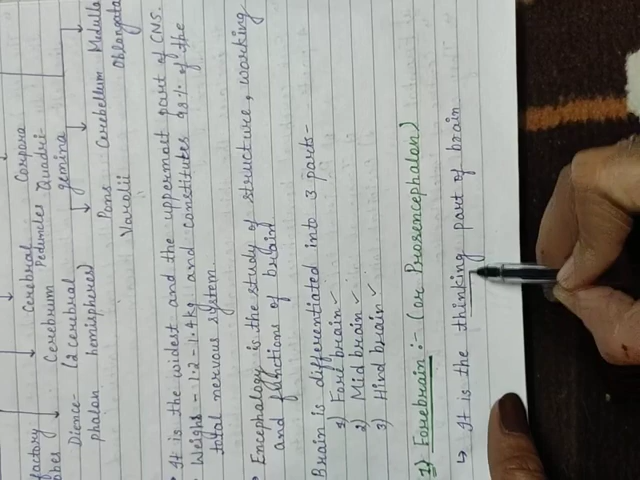 factory
Cerebral
Corpora
Cerebrum
Peduncles
Quadri-
Dience-
phalon
(2 cerebral
hemispheres)
gemina
Pons
Varolii
Cerebellum
Medulla
Oblongata
It is the widest and the uppermost part of CNS.
Weighs - 1.2 - 1.4 kg and constitutes 98% of the
total nervous system.
Encephalogy is the study of structure, working
and functions of brain
Brain is differentiated into 3 parts-
1) Fore brain ✓
2) Mid brain ✓
3) Hind brain ✓
1) Forebrain :- (or Prosencephalon)
↳ It is the thinking part of brain